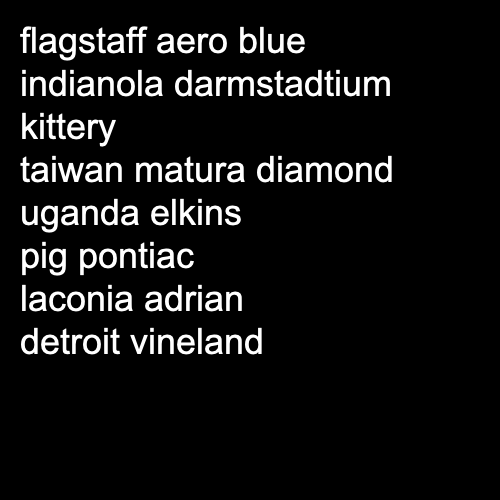 flagstaff aero blue
indianola darmstadtium
kittery
taiwan matura diamond
uganda elkins
pig pontiac
laconia adrian
detroit vineland